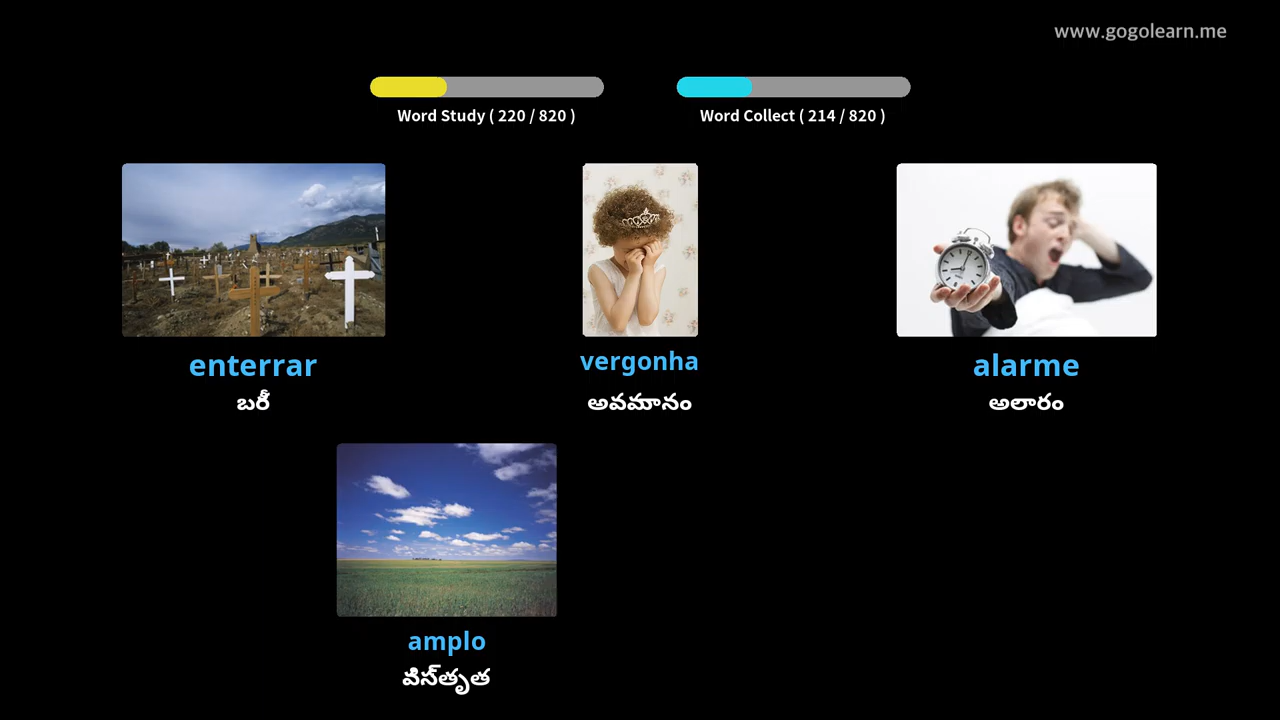 www.gogolearn.me
Word Study ( 220 / 820 )
Word Collect ( 214 / 820 )
enterrar
బరీ
vergonha
అవమానం
alarme
అలారం
amplo
విస్తృత